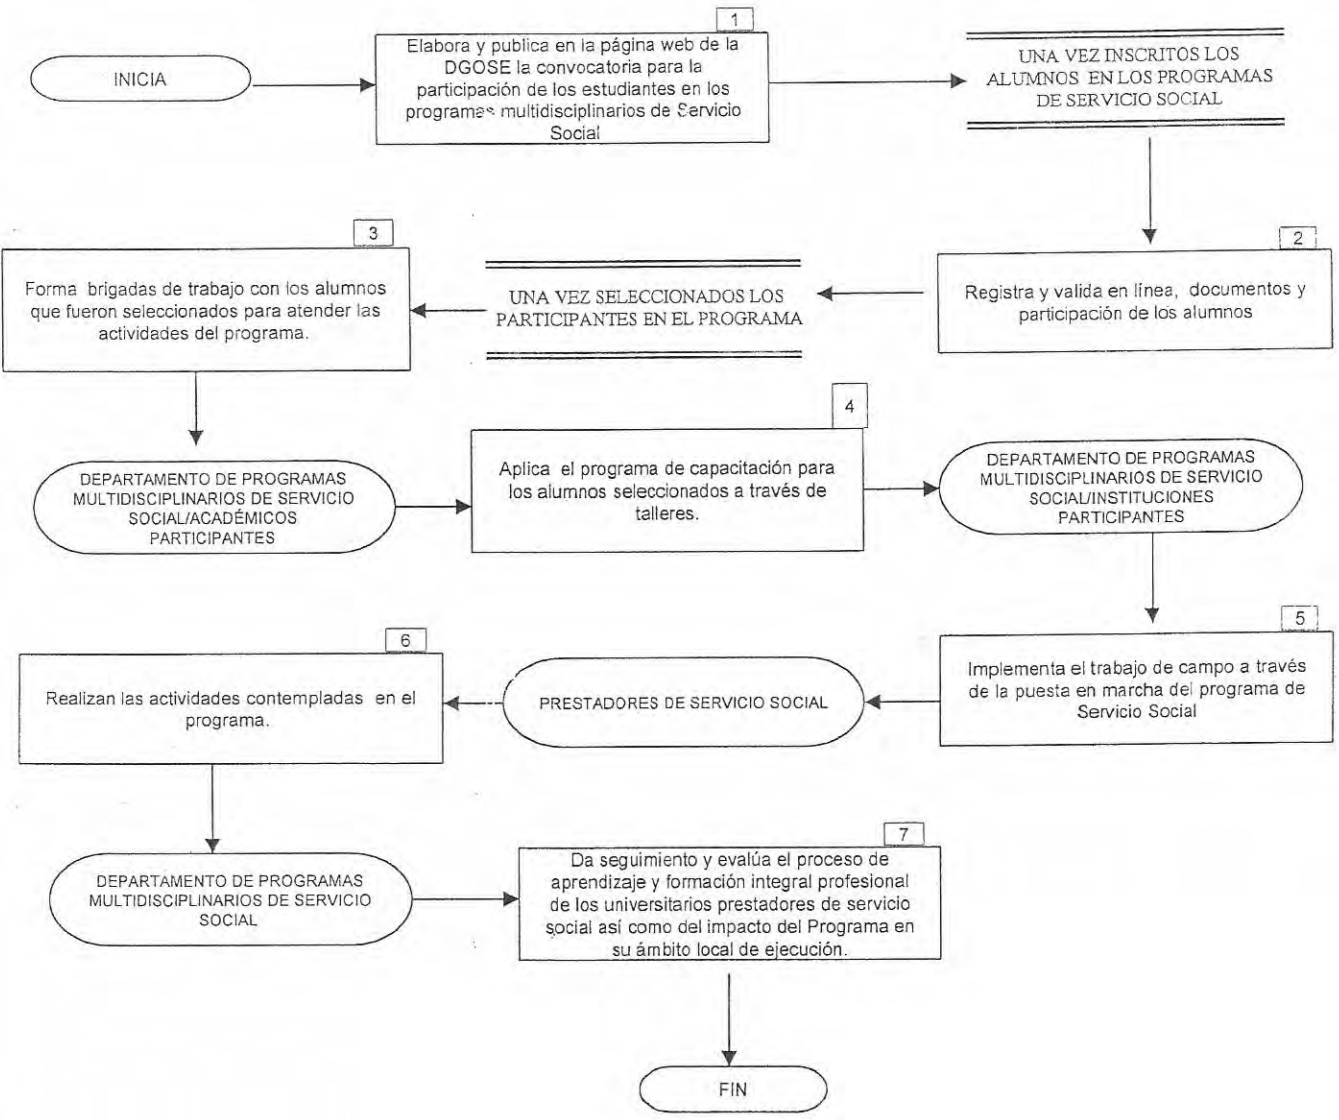 INICIA
1
Elabora y publica en la página web de la
DGOSE la convocatoria para la
participación de los estudiantes en los
programas multidisciplinarios de Servicio
Social
UNA VEZ INSCRITOS LOS
ALUMNOS EN LOS PROGRAMAS
DE SERVICIO SOCIAL
2
Registra y valida en línea, documentos y
participación de los alumnos
UNA VEZ SELECCIONADOS LOS
PARTICIPANTES EN EL PROGRAMA
3
Forma brigadas de trabajo con los alumnos
que fueron seleccionados para atender las
actividades del programa.
DEPARTAMENTO DE PROGRAMAS
MULTIDISCIPLINARIOS DE SERVICIO
SOCIAL/ACADÉMICOS
PARTICIPANTES
4
Aplica el programa de capacitación para
los alumnos seleccionados a través de
talleres.
DEPARTAMENTO DE PROGRAMAS
MULTIDISCIPLINARIOS DE SERVICIO
SOCIAL/INSTITUCIONES
PARTICIPANTES
5
Implementa el trabajo de campo a través
de la puesta en marcha del programa de
Servicio Social
PRESTADORES DE SERVICIO SOCIAL
6
Realizan las actividades contempladas en el
programa.
DEPARTAMENTO DE PROGRAMAS
MULTIDISCIPLINARIOS DE SERVICIO
SOCIAL
7
Da seguimiento y evalúa el proceso de
aprendizaje y formación integral profesional
de los universitarios prestadores de servicio
social así como del impacto del Programa en
su ámbito local de ejecución.
FIN